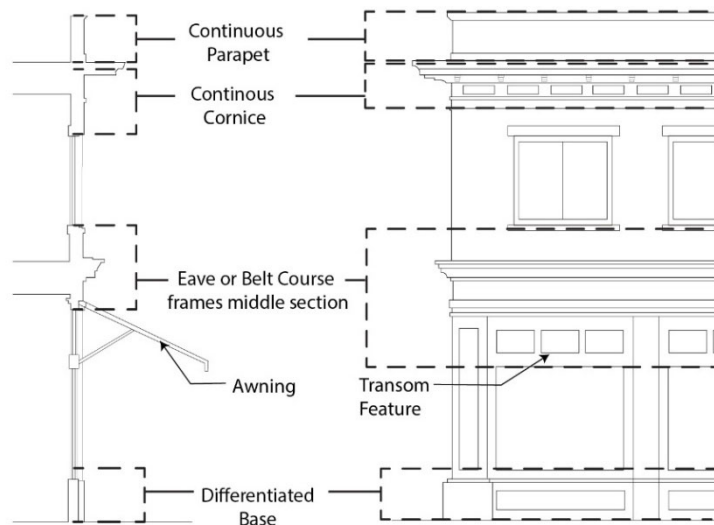 Continuous
Parapet
Continous
Cornice
Eave or Belt Course
frames middle section
Awning
Transom
Feature
Differentiated
Base